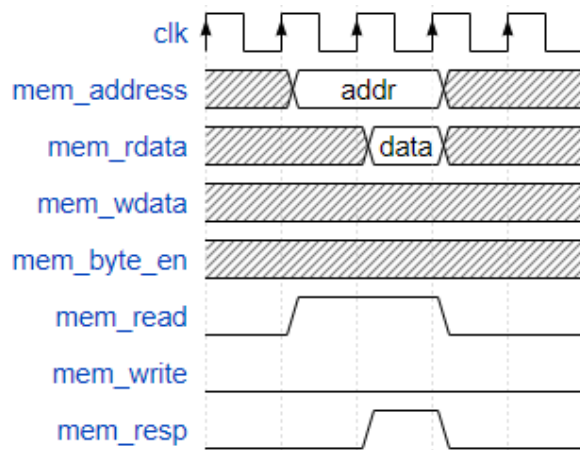 clk
mem_address addr
mem_rdata data
mem_wdata
mem_byte_en
mem_read
mem_write
mem_resp